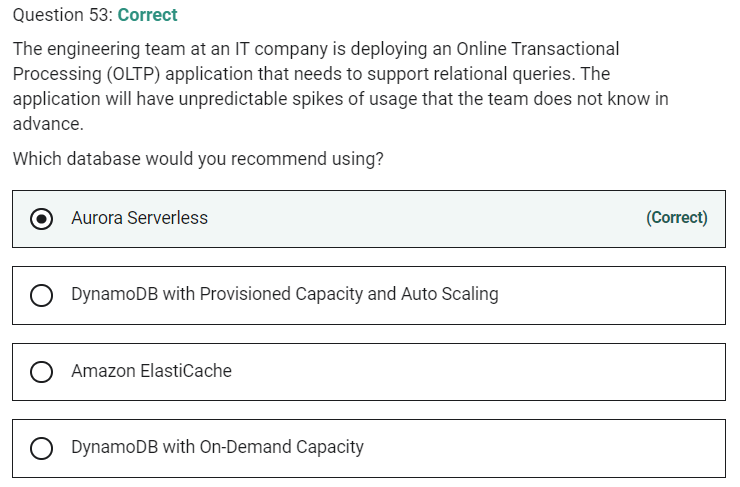 Question 53: Correct
The engineering team at an IT company is deploying an Online Transactional
Processing (OLTP) application that needs to support relational queries. The
application will have unpredictable spikes of usage that the team does not know in
advance.
Which database would you recommend using?
Aurora Serverless (Correct)
DynamoDB with Provisioned Capacity and Auto Scaling
Amazon ElastiCache
DynamoDB with On-Demand Capacity